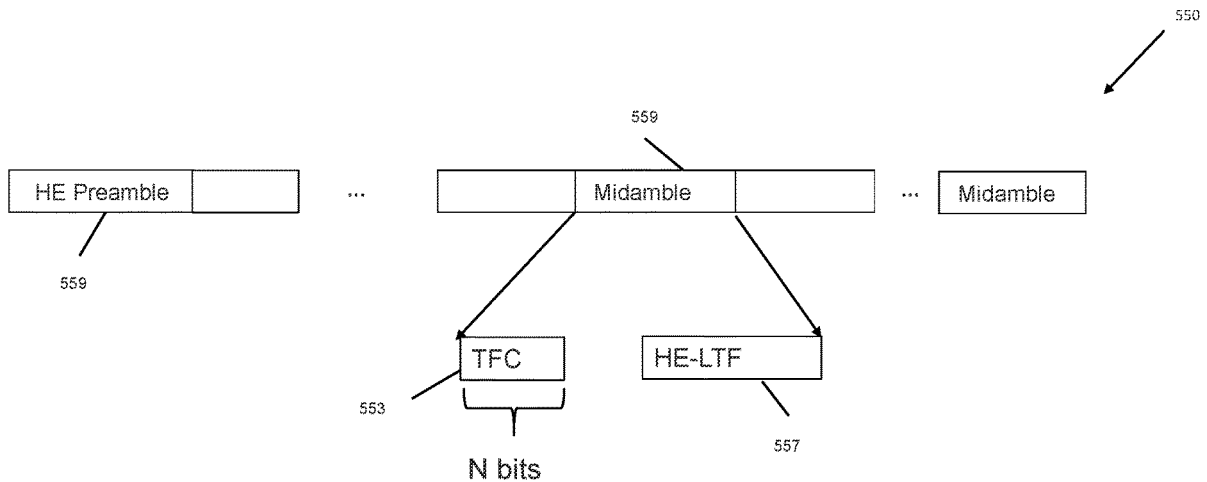 550
559
HE Preamble
...
Midamble
...
Midamble
559
TFC
HE-LTF
553
557
N bits